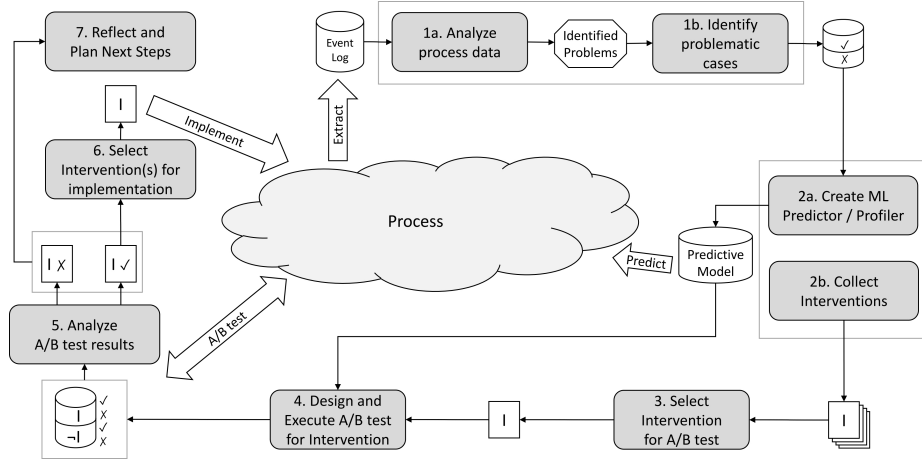 7. Reflect and
Plan Next Steps
Event
Log
1a. Analyze
process data
Identified
Problems
1b. Identify
problematic
cases
✓
✗
I
Implement
Extract
6. Select
Intervention(s) for
implementation
Process
2a. Create ML
Predictor / Profiler
I ✗
I ✓
Predict
Predictive
Model
2b. Collect
Interventions
5. Analyze
A/B test results
A/B test
I
¬I
✓
✗
✓
✗
4. Design and
Execute A/B test
for Intervention
I
3. Select
Intervention
for A/B test
I